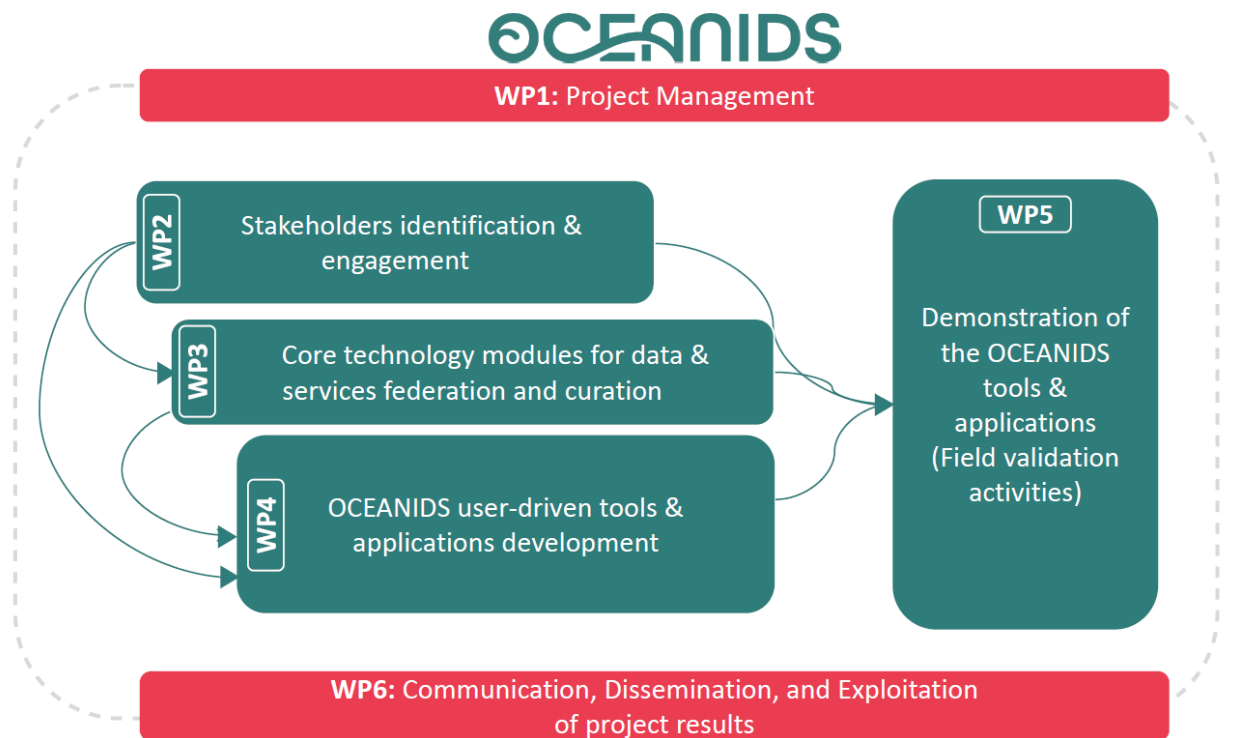 OCEANIDS
WP1: Project Management
WP2
Stakeholders identification &
engagement
WP3
Core technology modules for data &
services federation and curation
WP4
OCEANIDS user-driven tools &
applications development
WP5
Demonstration of
the OCEANIDS
tools &
applications
(Field validation
activities)
WP6: Communication, Dissemination, and Exploitation
of project results